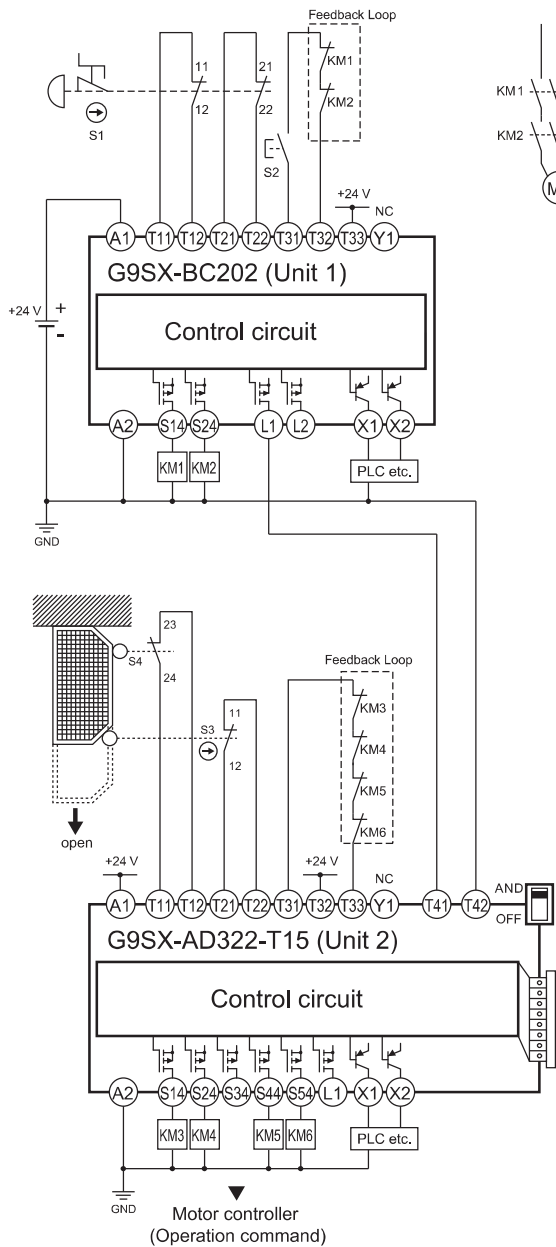 Feedback Loop
11
21
KM1
12
22
KM2
S1
S2
KM1
KM2
M
+24 V
NC
A1 T11 T12 T21 T22 T31 T32 T33 Y1
G9SX-BC202 (Unit 1)
Control circuit
+24 V
+
-
A2 S14 S24 L1 L2 X1 X2
KM1 KM2 PLC etc.
GND
23
S4
24
open
S3
11
12
Feedback Loop
KM3
KM4
KM5
KM6
+24 V
+24 V
NC
A1 T11 T12 T21 T22 T31 T32 T33 Y1 T41 T42
AND
OFF
G9SX-AD322-T15 (Unit 2)
Control circuit
A2 S14 S24 S34 S44 S54 L1 X1 X2
KM3 KM4 KM5 KM6 PLC etc.
GND
Motor controller
(Operation command)